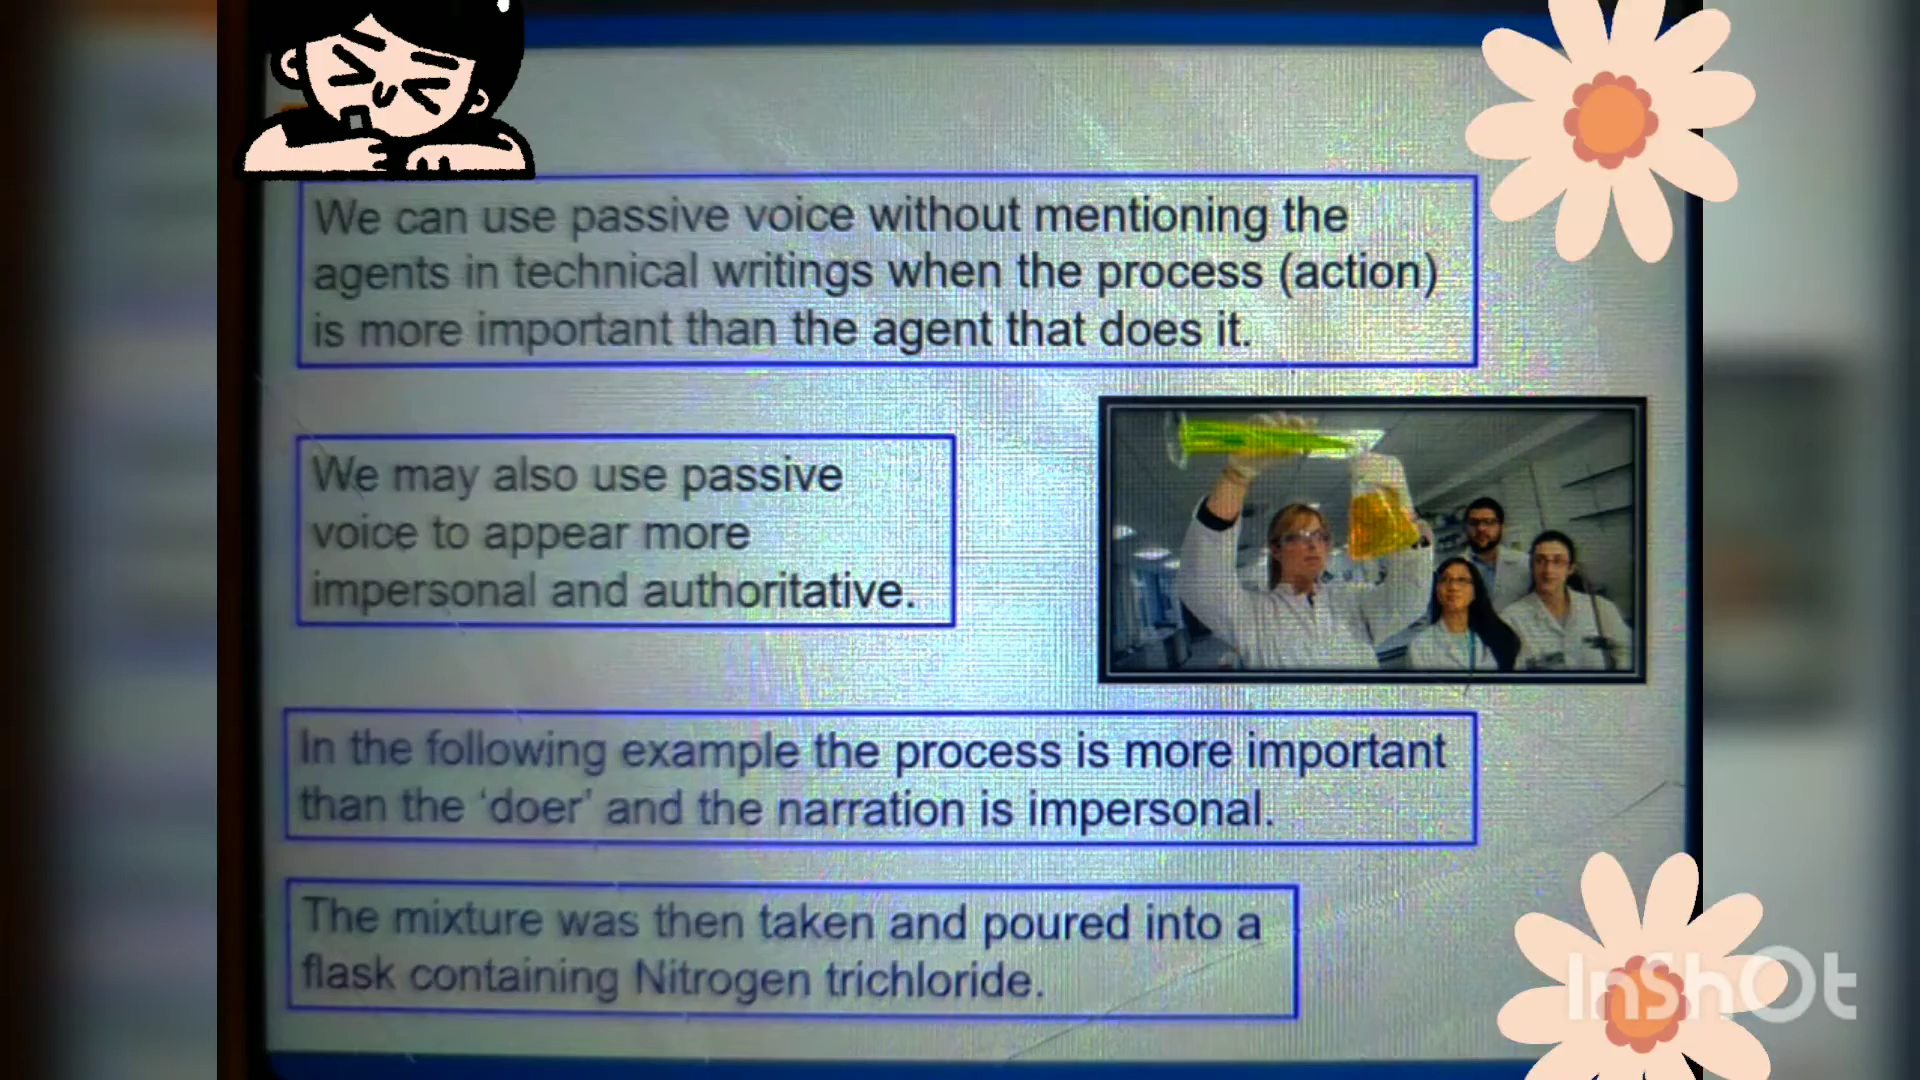 We can use passive voice without mentioning the
agents in technical writings when the process (action)
is more important than the agent that does it.
We may also use passive
voice to appear more
impersonal and authoritative.
In the following example the process is more important
than the ‘doer’ and the narration is impersonal.
The mixture was then taken and poured into a
flask containing Nitrogen trichloride.
InShOt